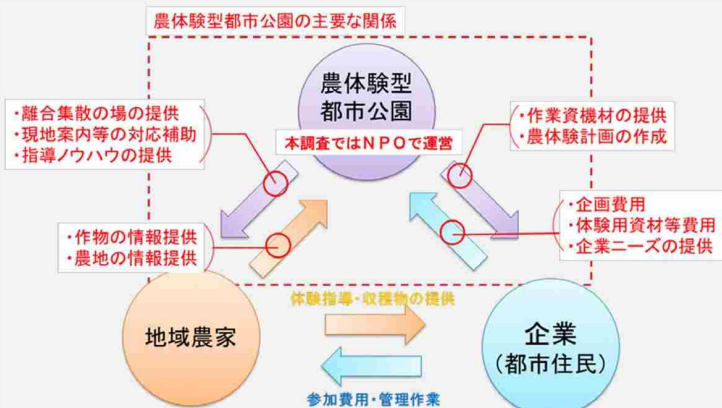 農体験型都市公園の主要な関係
農体験型
都市公園
本調査ではNPOで運営
・離合集散の場の提供
・現地案内等の対応補助
・指導ノウハウの提供
・作業資機材の提供
・農体験計画の作成
・作物の情報提供
・農地の情報提供
・企画費用
・体験用資材等費用
・企業ニーズの提供
地域農家
体験指導・収穫物の提供
参加費用・管理作業
企業
（都市住民）